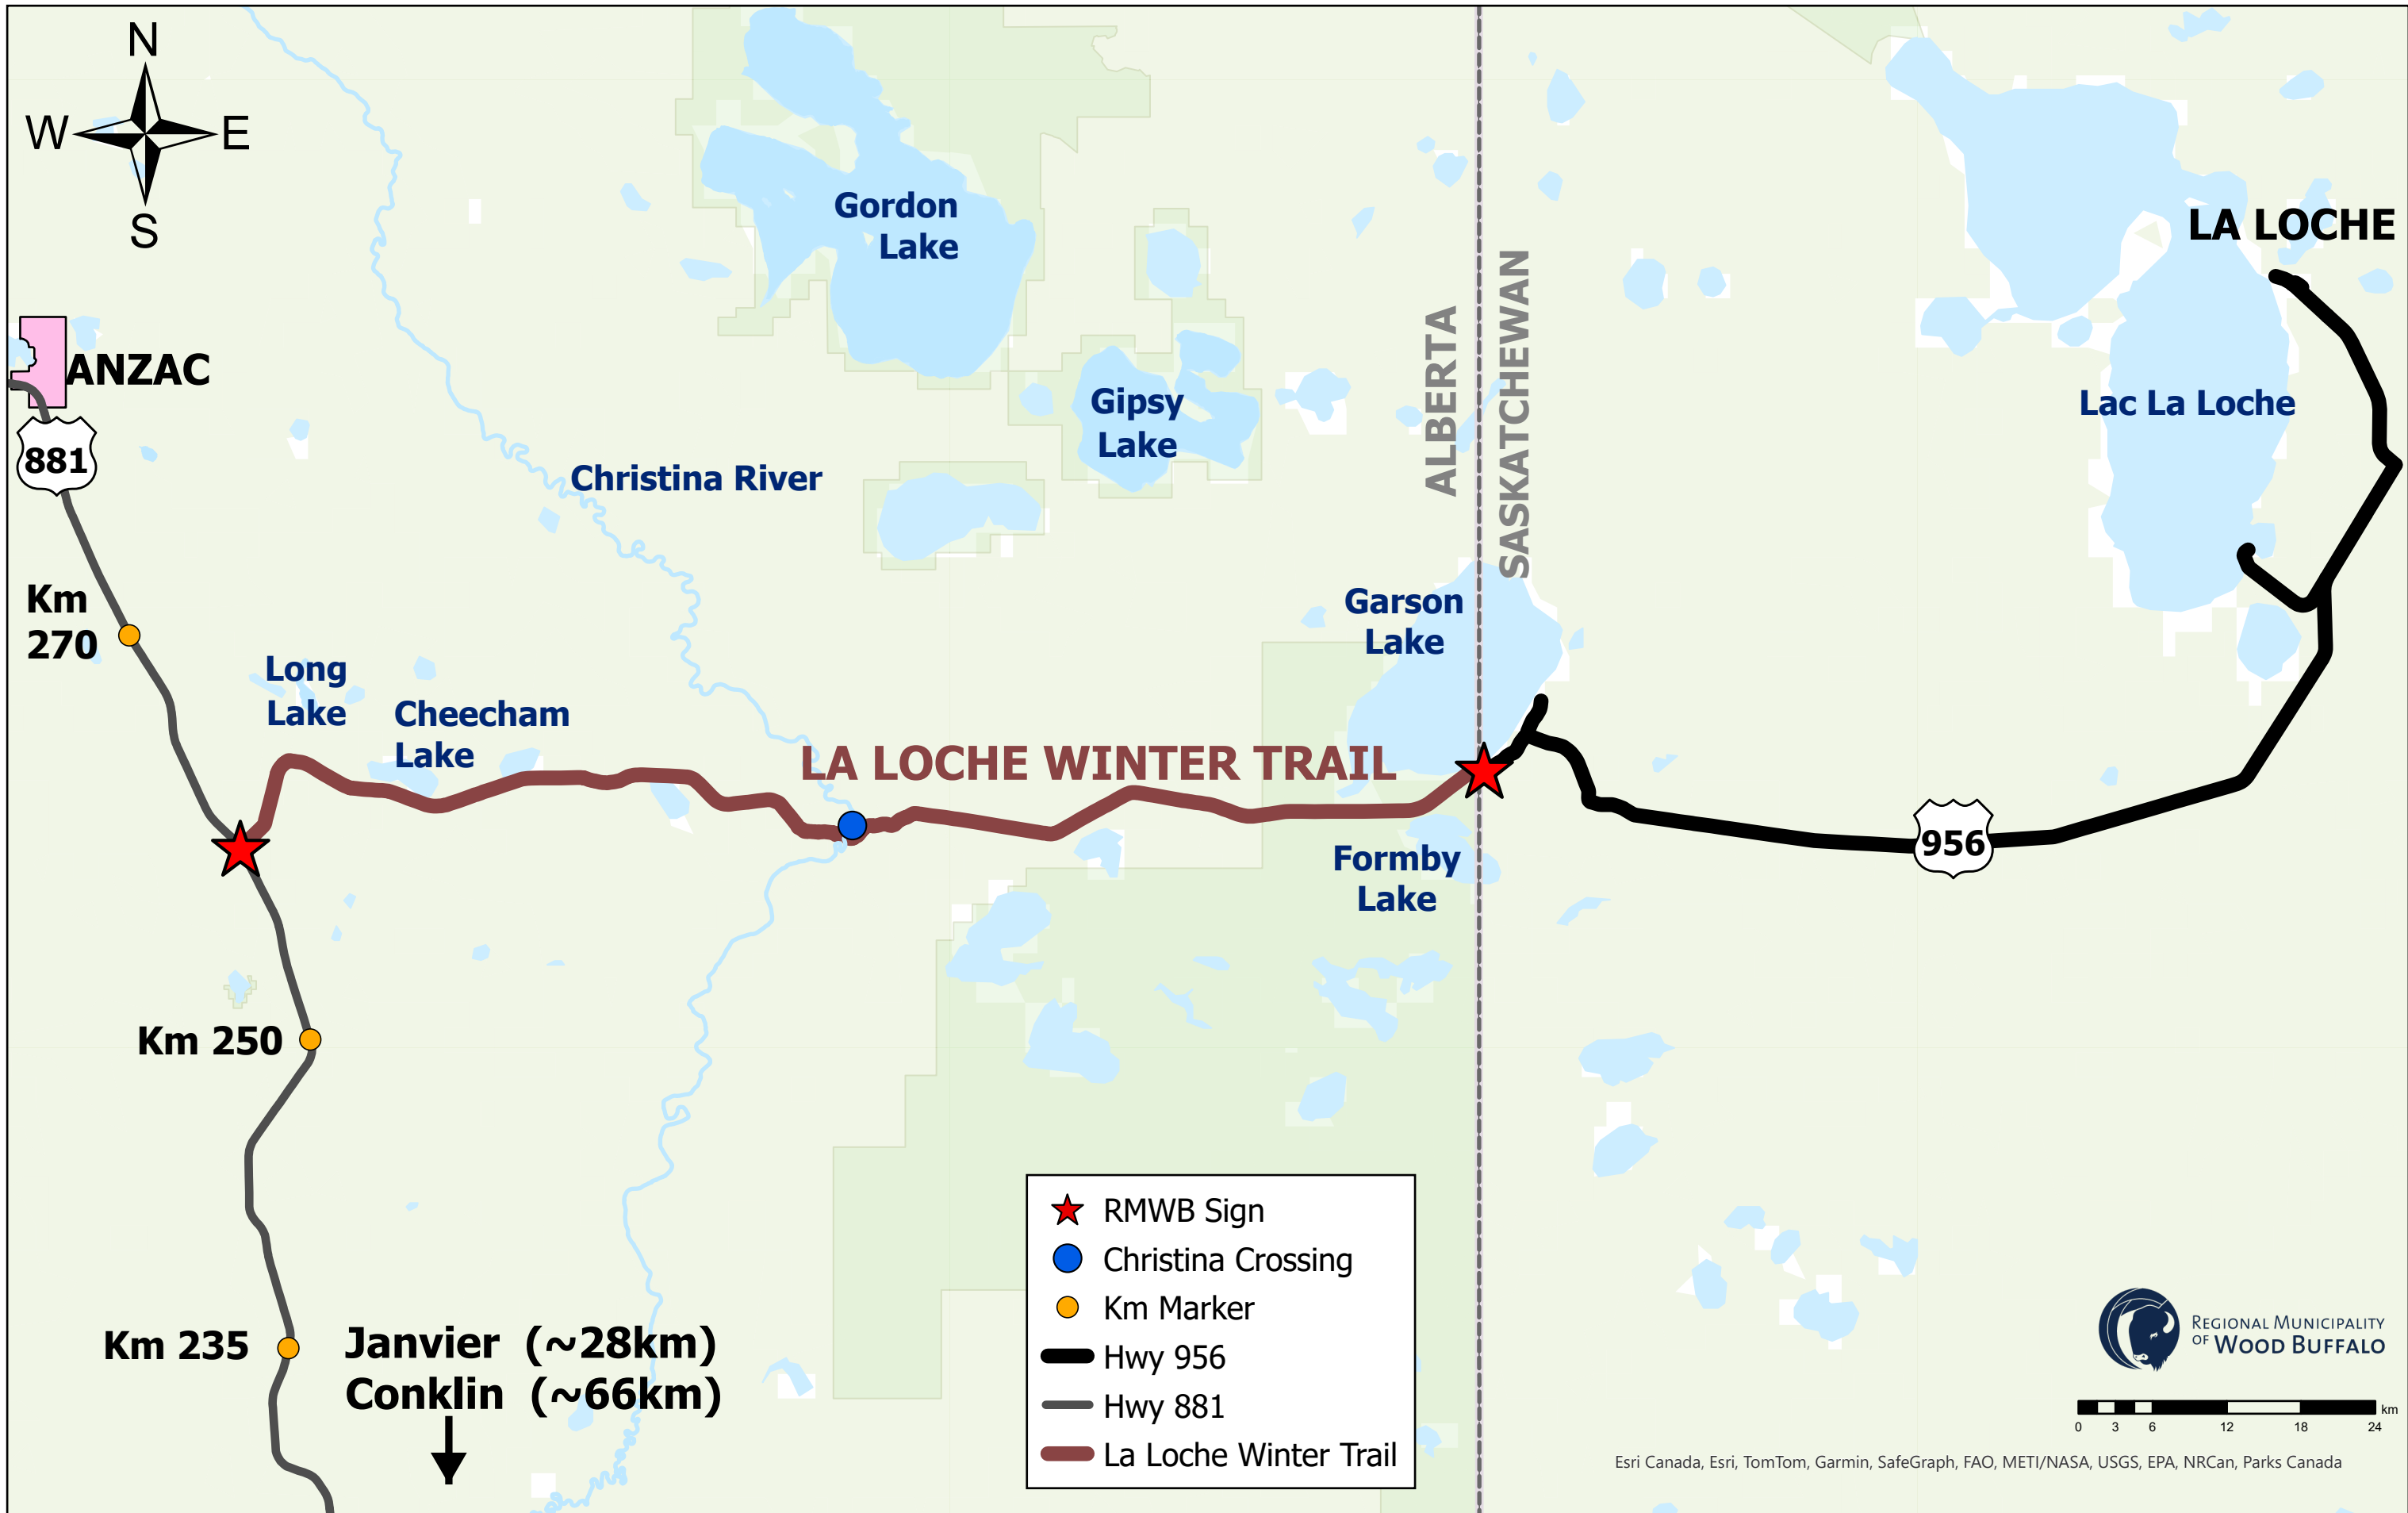 N
W
E
S
Gordon
Lake
LA LOCHE
ANZAC
881
ALBERTA
SASKATCHEWAN
Gipsy
Lake
Lac La Loche
Christina River
Km
270
Garson
Lake
Long
Lake
Cheecham
Lake
LA LOCHE WINTER TRAIL
Formby
Lake
956
Km 250
Km 235
Janvier (~28km)
Conklin (~66km)
RMWB Sign
Christina Crossing
Km Marker
Hwy 956
Hwy 881
La Loche Winter Trail
REGIONAL MUNICIPALITY
OF WOOD BUFFALO
km
0 3 6 12 18 24
Esri Canada, Esri, TomTom, Garmin, SafeGraph, FAO, METI/NASA, USGS, EPA, NRCan, Parks Canada